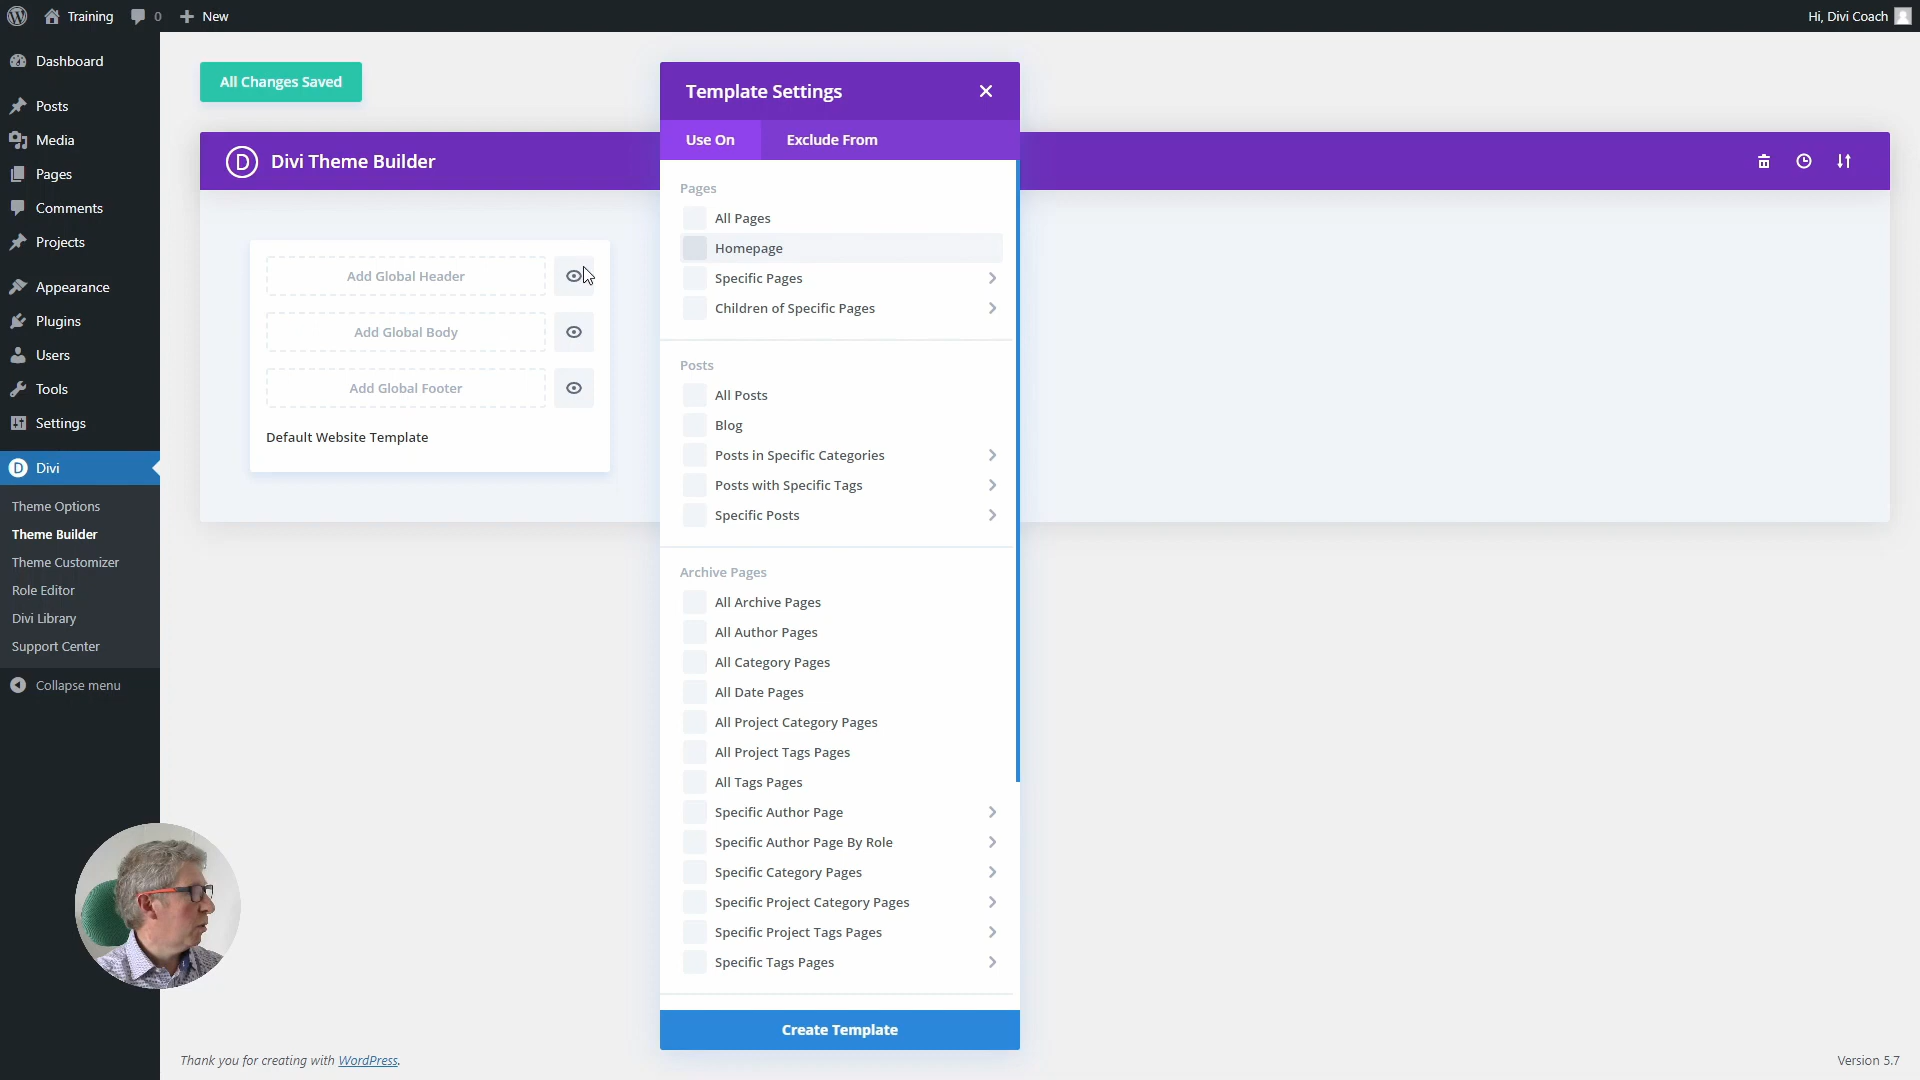 Training
0
New
Hi, Divi Coach
Dashboard
Posts
Media
Pages
Comments
Projects
Appearance
Plugins
Users
Tools
Settings
Divi
Theme Options
Theme Builder
Theme Customizer
Role Editor
Divi Library
Support Center
Collapse menu
All Changes Saved
D Divi Theme Builder
Add Global Header
Add Global Body
Add Global Footer
Default Website Template
Template Settings
Use On
Exclude From
Pages
All Pages
Homepage
Specific Pages
Children of Specific Pages
Posts
All Posts
Blog
Posts in Specific Categories
Posts with Specific Tags
Specific Posts
Archive Pages
All Archive Pages
All Author Pages
All Category Pages
All Date Pages
All Project Category Pages
All Project Tags Pages
All Tags Pages
Specific Author Page
Specific Author Page By Role
Specific Category Pages
Specific Project Category Pages
Specific Project Tags Pages
Specific Tags Pages
Create Template
Thank you for creating with WordPress.
Version 5.7